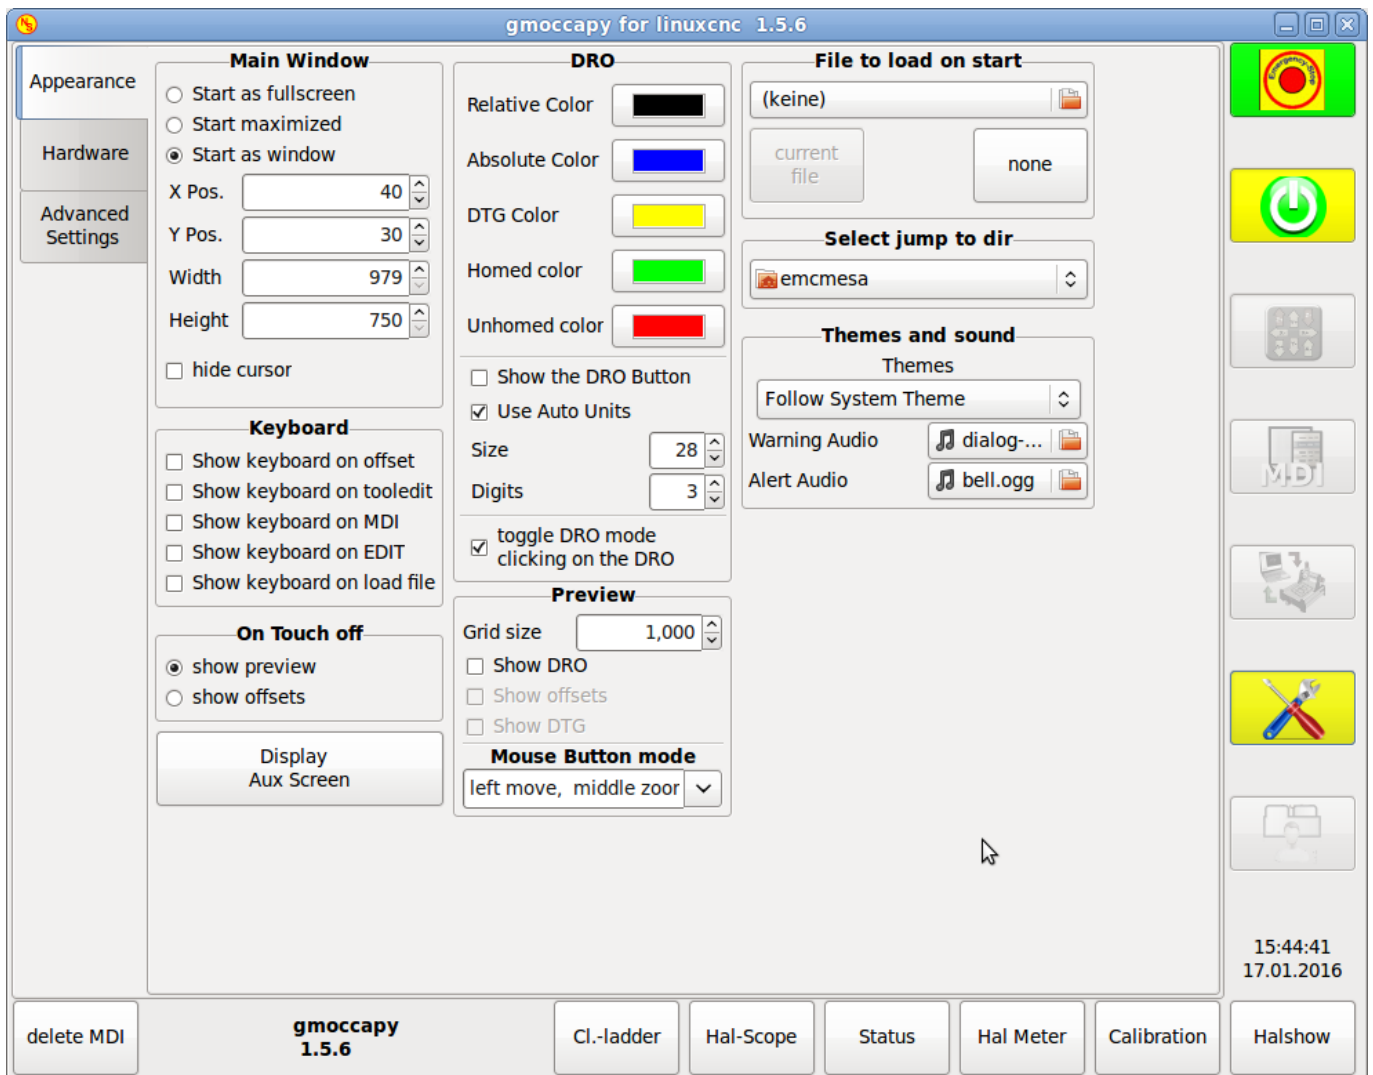 gmoccapy for linuxcnc 1.5.6
Appearance
Hardware
Advanced
Settings
Main Window
Start as fullscreen
Start maximized
Start as window
X Pos.
40
Y Pos.
30
Width
979
Height
750
hide cursor
Keyboard
Show keyboard on offset
Show keyboard on tooledit
Show keyboard on MDI
Show keyboard on EDIT
Show keyboard on load file
On Touch off
show preview
show offsets
Display
Aux Screen
DRO
Relative Color
Absolute Color
DTG Color
Homed color
Unhomed color
Show the DRO Button
Use Auto Units
Size
28
Digits
3
toggle DRO mode
clicking on the DRO
Preview
Grid size
1,000
Show DRO
Show offsets
Show DTG
Mouse Button mode
left move, middle zoor
File to load on start
(keine)
current
file
none
Select jump to dir
emcmesa
Themes and sound
Themes
Follow System Theme
Warning Audio
dialog-...
Alert Audio
bell.ogg
Emergency-Stop
MDI
15:44:41
17.01.2016
delete MDI
gmoccapy
1.5.6
Cl.-ladder
Hal-Scope
Status
Hal Meter
Calibration
Halshow